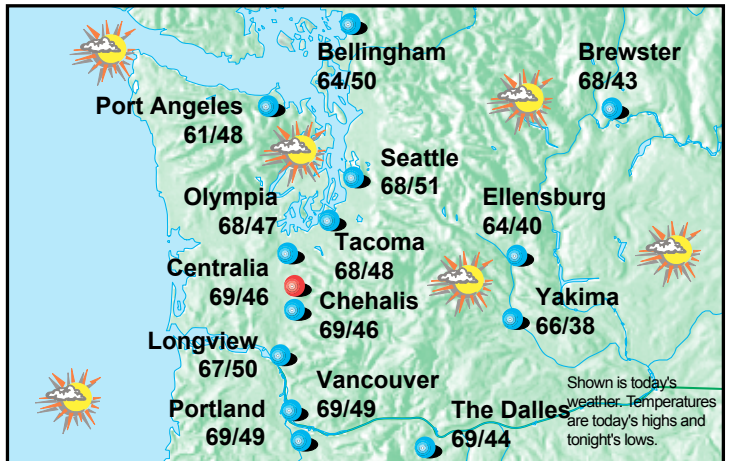 Bellingham
64/50
Brewster
68/43
Port Angeles
61/48
Seattle
68/51
Olympia
68/47
Ellensburg
64/40
Tacoma
68/48
Centralia
69/46
Chehalis
69/46
Yakima
66/38
Longview
67/50
Vancouver
69/49
Portland
69/49
The Dalles
69/44
Shown is today's
weather. Temperatures
are today's highs and
tonight's lows.